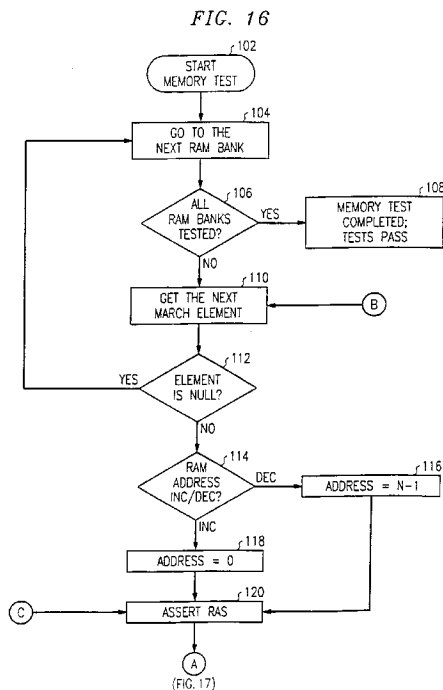 FIG. 16
102
START
MEMORY TEST
104
GO TO THE
NEXT RAM BANK
106
ALL
RAM BANKS
TESTED?
YES
108
MEMORY TEST
COMPLETED;
TESTS PASS
NO
110
GET THE NEXT
MARCH ELEMENT
B
112
YES
ELEMENT
IS NULL?
NO
114
RAM
ADDRESS
INC/DEC?
DEC
116
ADDRESS = N-1
INC
118
ADDRESS = 0
120
C
ASSERT RAS
A
(FIG. 17)